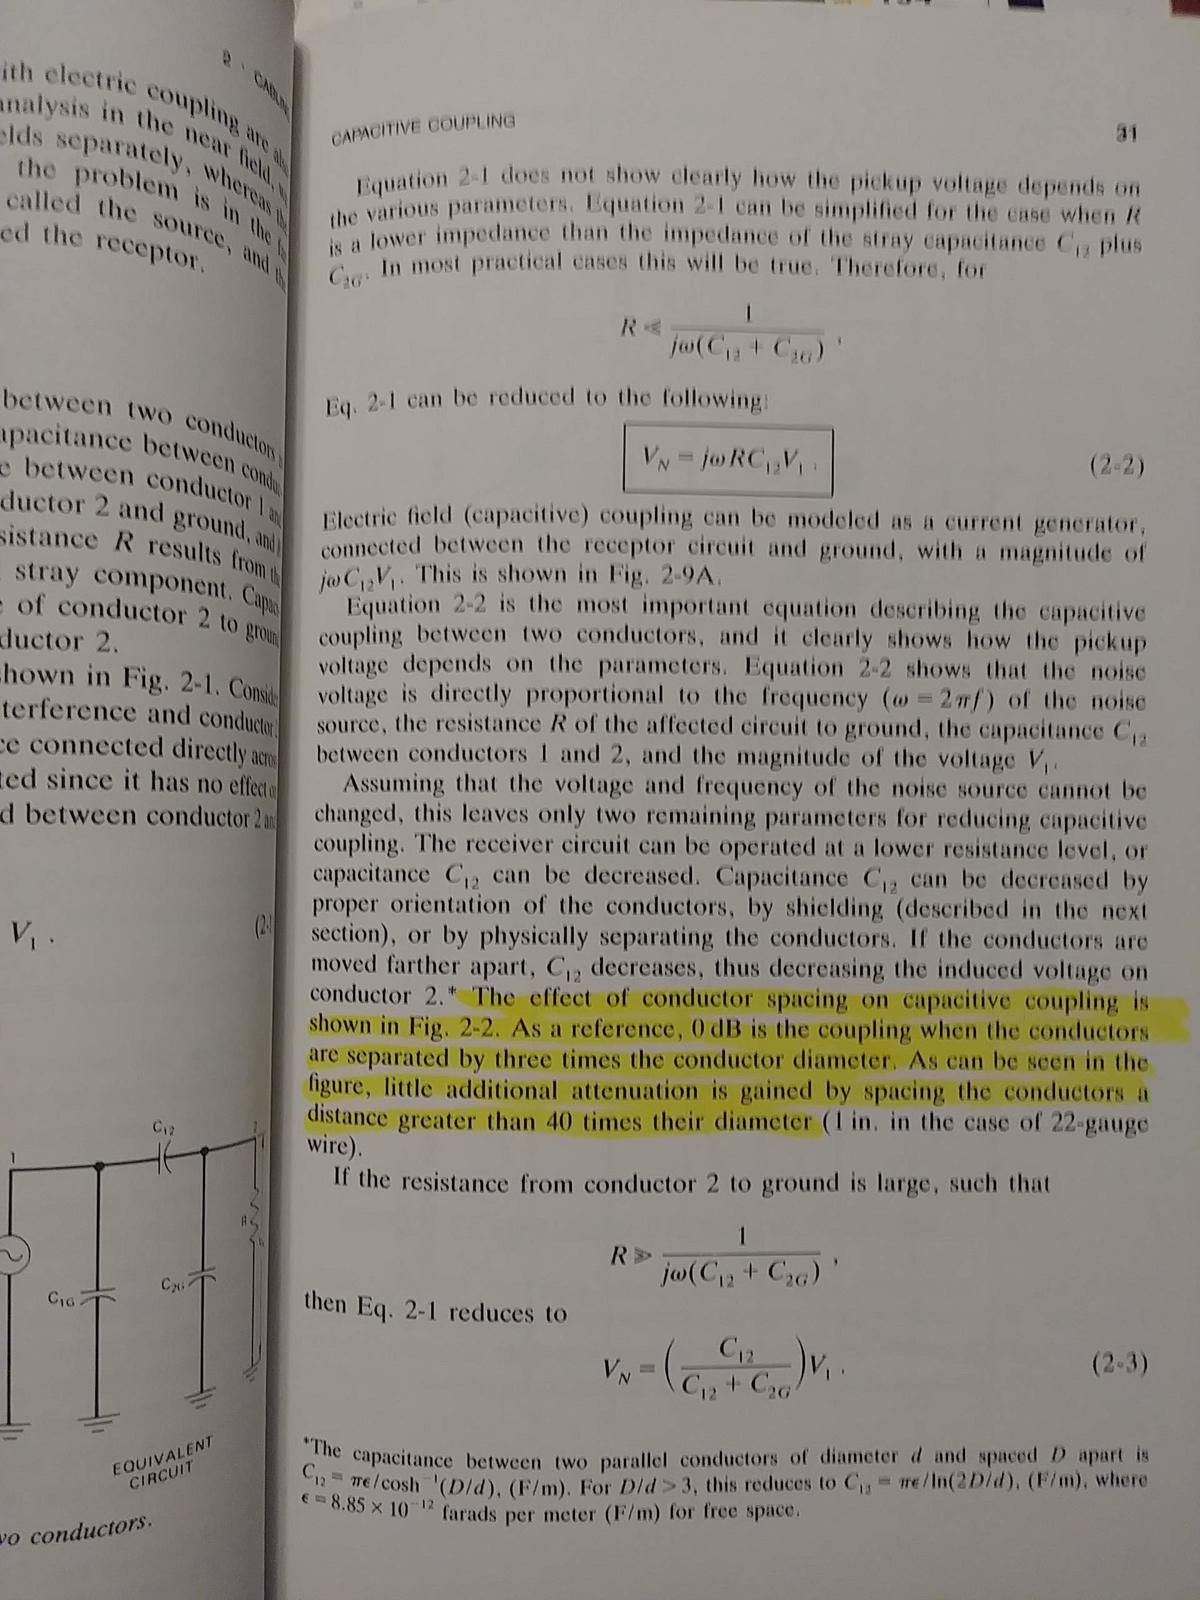 2 · CABLIN
ith electric coupling are als
analysis in the near field,
elds separately, whereas the
the problem is in the fa
called the source, and the
ed the receptor.
between two conductors
apacitance between condu
e between conductor 1 and
ductor 2 and ground, and
sistance R results from the
stray component. Capac
e of conductor 2 to ground
ductor 2.
shown in Fig. 2-1. Conside
terference and conductor
ce connected directly across
ted since it has no effect on
d between conductor 2 and
V₁ .
(2-1
1
C₁₂
2
R
C₁G
C₂G
EQUIVALENT
CIRCUIT
wo conductors.
CAPACITIVE COUPLING
31
Equation 2-1 does not show clearly how the pickup voltage depends on
the various parameters. Equation 2-1 can be simplified for the case when R
is a lower impedance than the impedance of the stray capacitance C₁₂ plus
C₂G. In most practical cases this will be true. Therefore, for
R ≪ 1 / jω(C₁₂ + C₂G) ,
Eq. 2-1 can be reduced to the following:
V_N = jωRC₁₂V₁ . (2-2)
Electric field (capacitive) coupling can be modeled as a current generator,
connected between the receptor circuit and ground, with a magnitude of
jωC₁₂V₁. This is shown in Fig. 2-9A.
Equation 2-2 is the most important equation describing the capacitive
coupling between two conductors, and it clearly shows how the pickup
voltage depends on the parameters. Equation 2-2 shows that the noise
voltage is directly proportional to the frequency (ω = 2πf) of the noise
source, the resistance R of the affected circuit to ground, the capacitance C₁₂
between conductors 1 and 2, and the magnitude of the voltage V₁.
Assuming that the voltage and frequency of the noise source cannot be
changed, this leaves only two remaining parameters for reducing capacitive
coupling. The receiver circuit can be operated at a lower resistance level, or
capacitance C₁₂ can be decreased. Capacitance C₁₂ can be decreased by
proper orientation of the conductors, by shielding (described in the next
section), or by physically separating the conductors. If the conductors are
moved farther apart, C₁₂ decreases, thus decreasing the induced voltage on
conductor 2.* The effect of conductor spacing on capacitive coupling is
shown in Fig. 2-2. As a reference, 0 dB is the coupling when the conductors
are separated by three times the conductor diameter. As can be seen in the
figure, little additional attenuation is gained by spacing the conductors a
distance greater than 40 times their diameter (1 in. in the case of 22-gauge
wire).
If the resistance from conductor 2 to ground is large, such that
R ≫ 1 / jω(C₁₂ + C₂G) ,
then Eq. 2-1 reduces to
V_N = (C₁₂ / C₁₂ + C₂G)V₁ . (2-3)
*The capacitance between two parallel conductors of diameter d and spaced D apart is
C₁₂ = πϵ/cosh⁻¹(D/d), (F/m). For D/d > 3, this reduces to C₁₂ = πϵ/ln(2D/d), (F/m), where
ϵ = 8.85 × 10⁻¹² farads per meter (F/m) for free space.